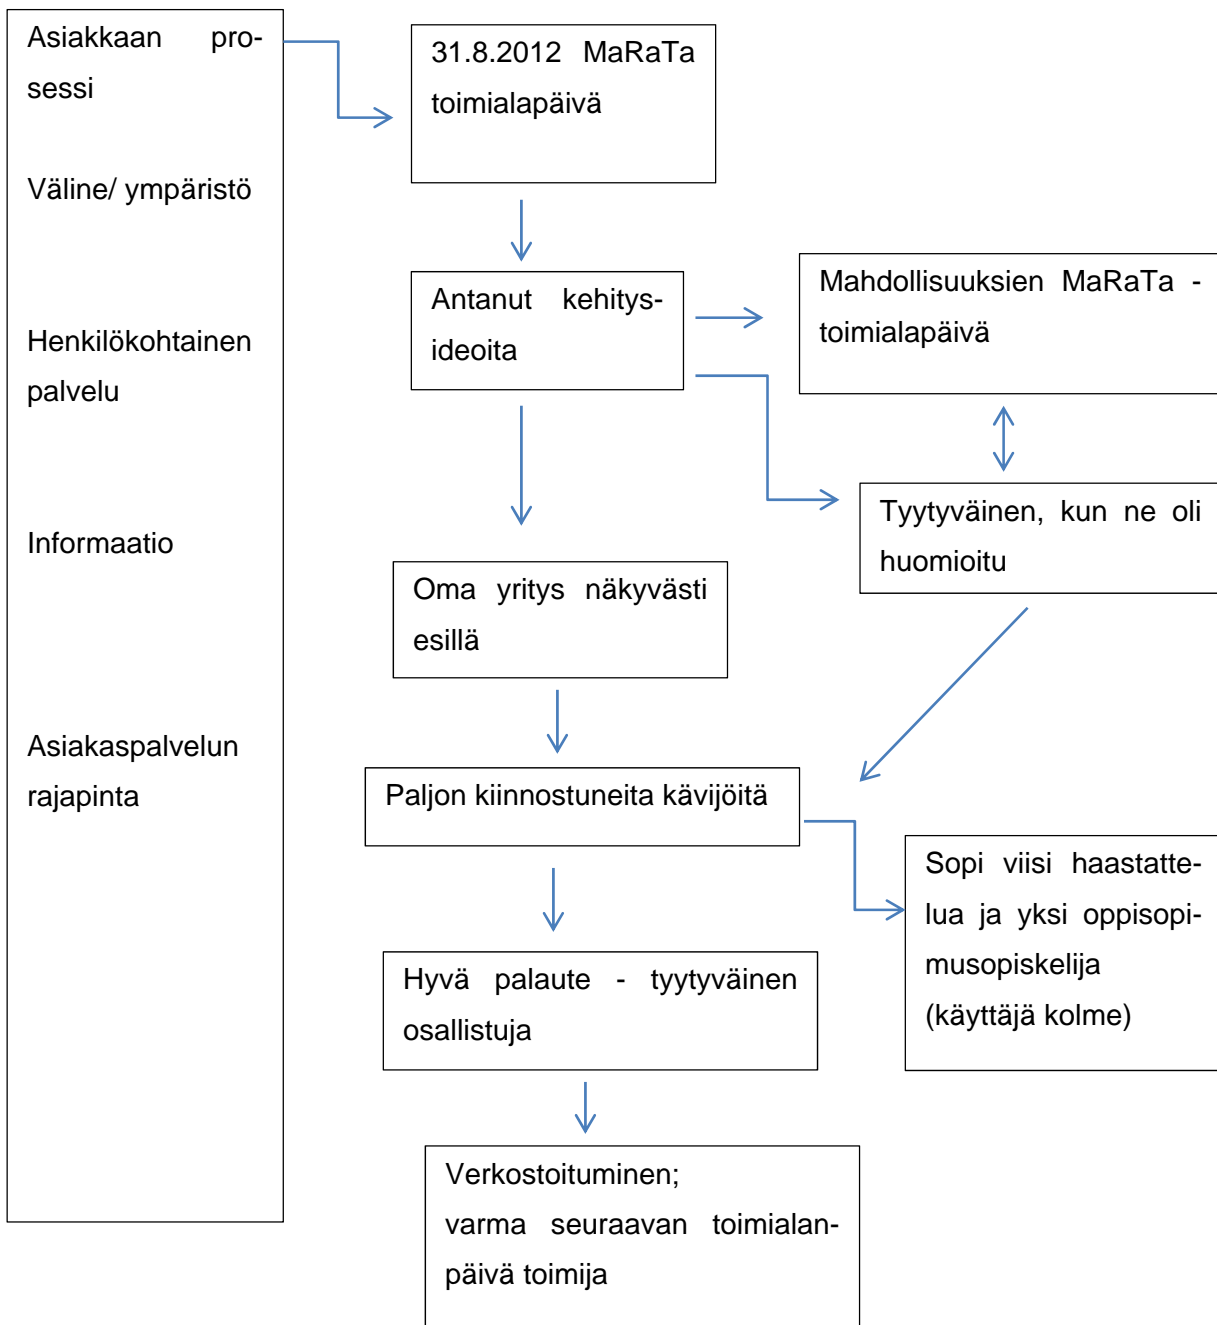 Asiakkaan pro-
sessi
Väline/ ympäristö
Henkilökohtainen
palvelu
Informaatio
Asiakaspalvelun
rajapinta
31.8.2012 MaRaTa
toimialapäivä
Antanut kehitys-
ideoita
Mahdollisuuksien MaRaTa -
toimialapäivä
Tyytyväinen, kun ne oli
huomioitu
Oma yritys näkyvästi
esillä
Paljon kiinnostuneita kävijöitä
Sopi viisi haastatte-
lua ja yksi oppisopi-
musopiskelija
(käyttäjä kolme)
Hyvä palaute - tyytyväinen
osallistuja
Verkostoituminen;
varma seuraavan toimialan-
päivä toimija